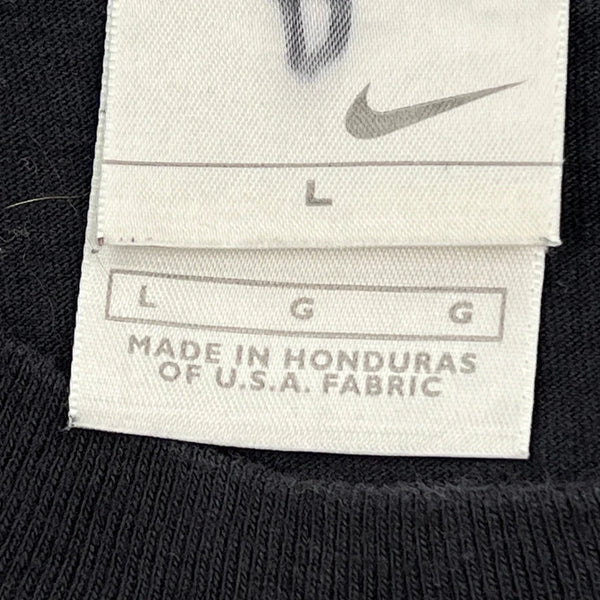 L
L G G
MADE IN HONDURAS
OF U.S.A. FABRIC